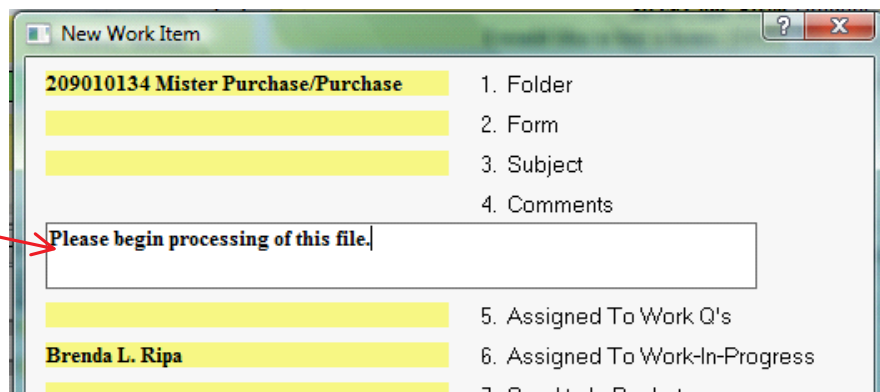 New Work Item
209010134 Mister Purchase/Purchase 1. Folder
2. Form
3. Subject
4. Comments
Please begin processing of this file.
5. Assigned To Work Q's
Brenda L. Ripa 6. Assigned To Work-In-Progress